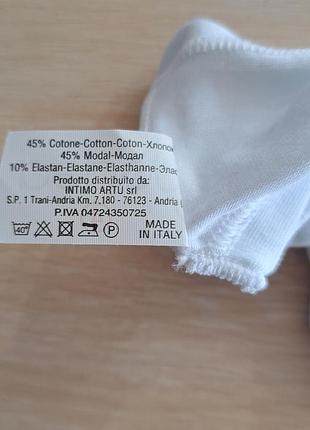 45% Cotone-Cotton-Coton-Хлопок
45% Modal-Модал
10% Elastan-Elastane-Elasthanne-Элас
Prodotto distribuito da:
INTIMO ARTU srl
S.P. 1 Trani-Andria Km. 7,180 - 76123 - Andria
P.IVA 04724350725
40° P MADE
IN ITALY